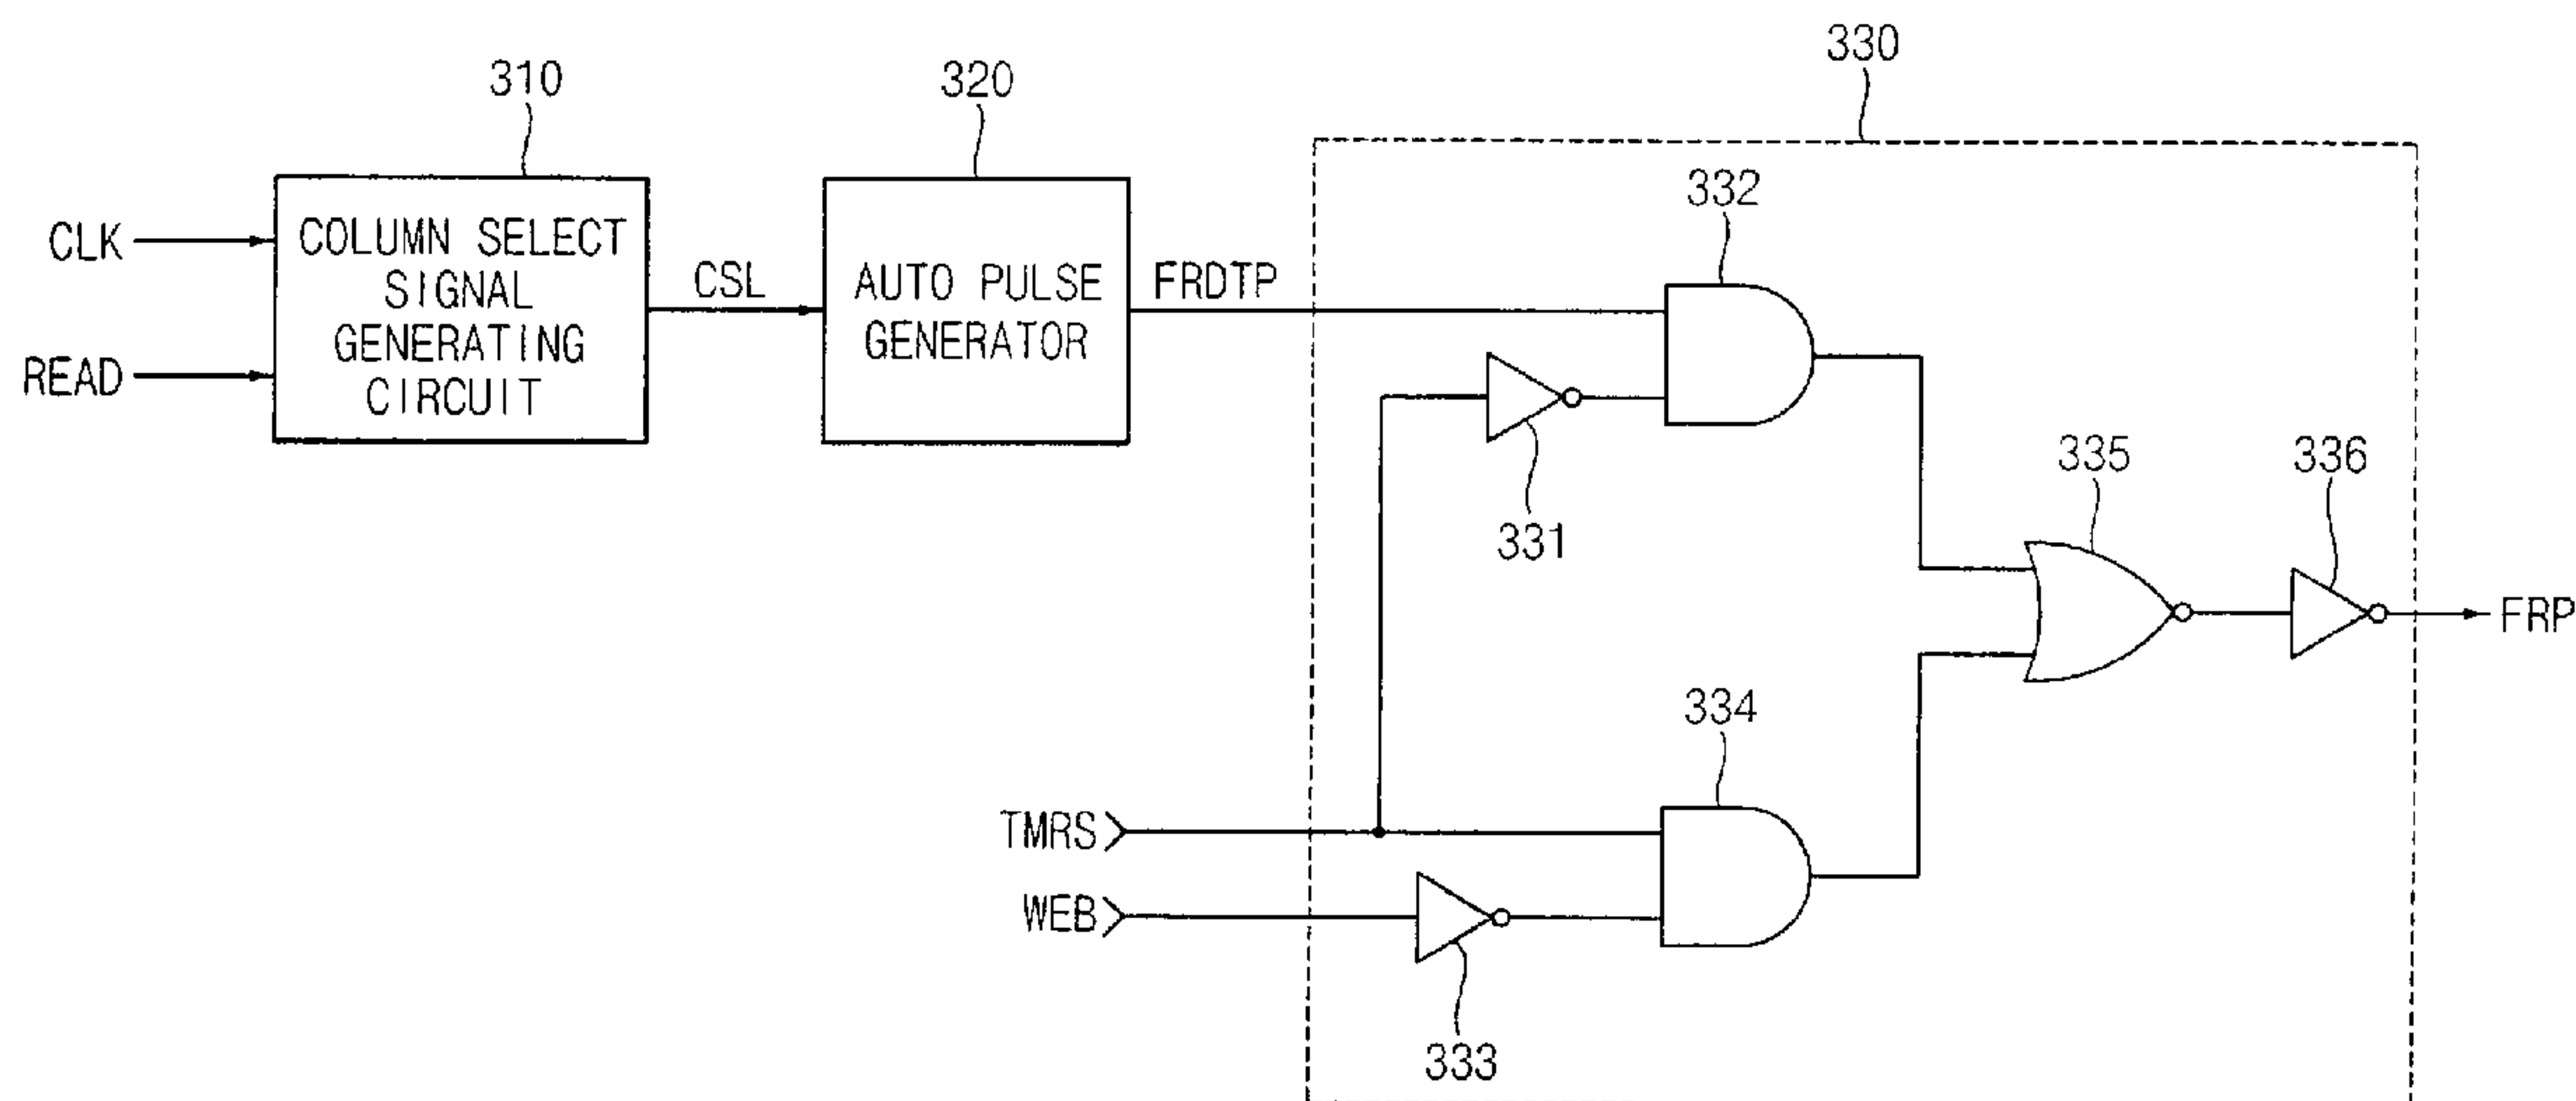 330
310
320
332
CLK
COLUMN SELECT
SIGNAL
GENERATING
CIRCUIT
READ
CSL
AUTO PULSE
GENERATOR
FRDTP
331
335
336
FRP
334
TMRS
WEB
333